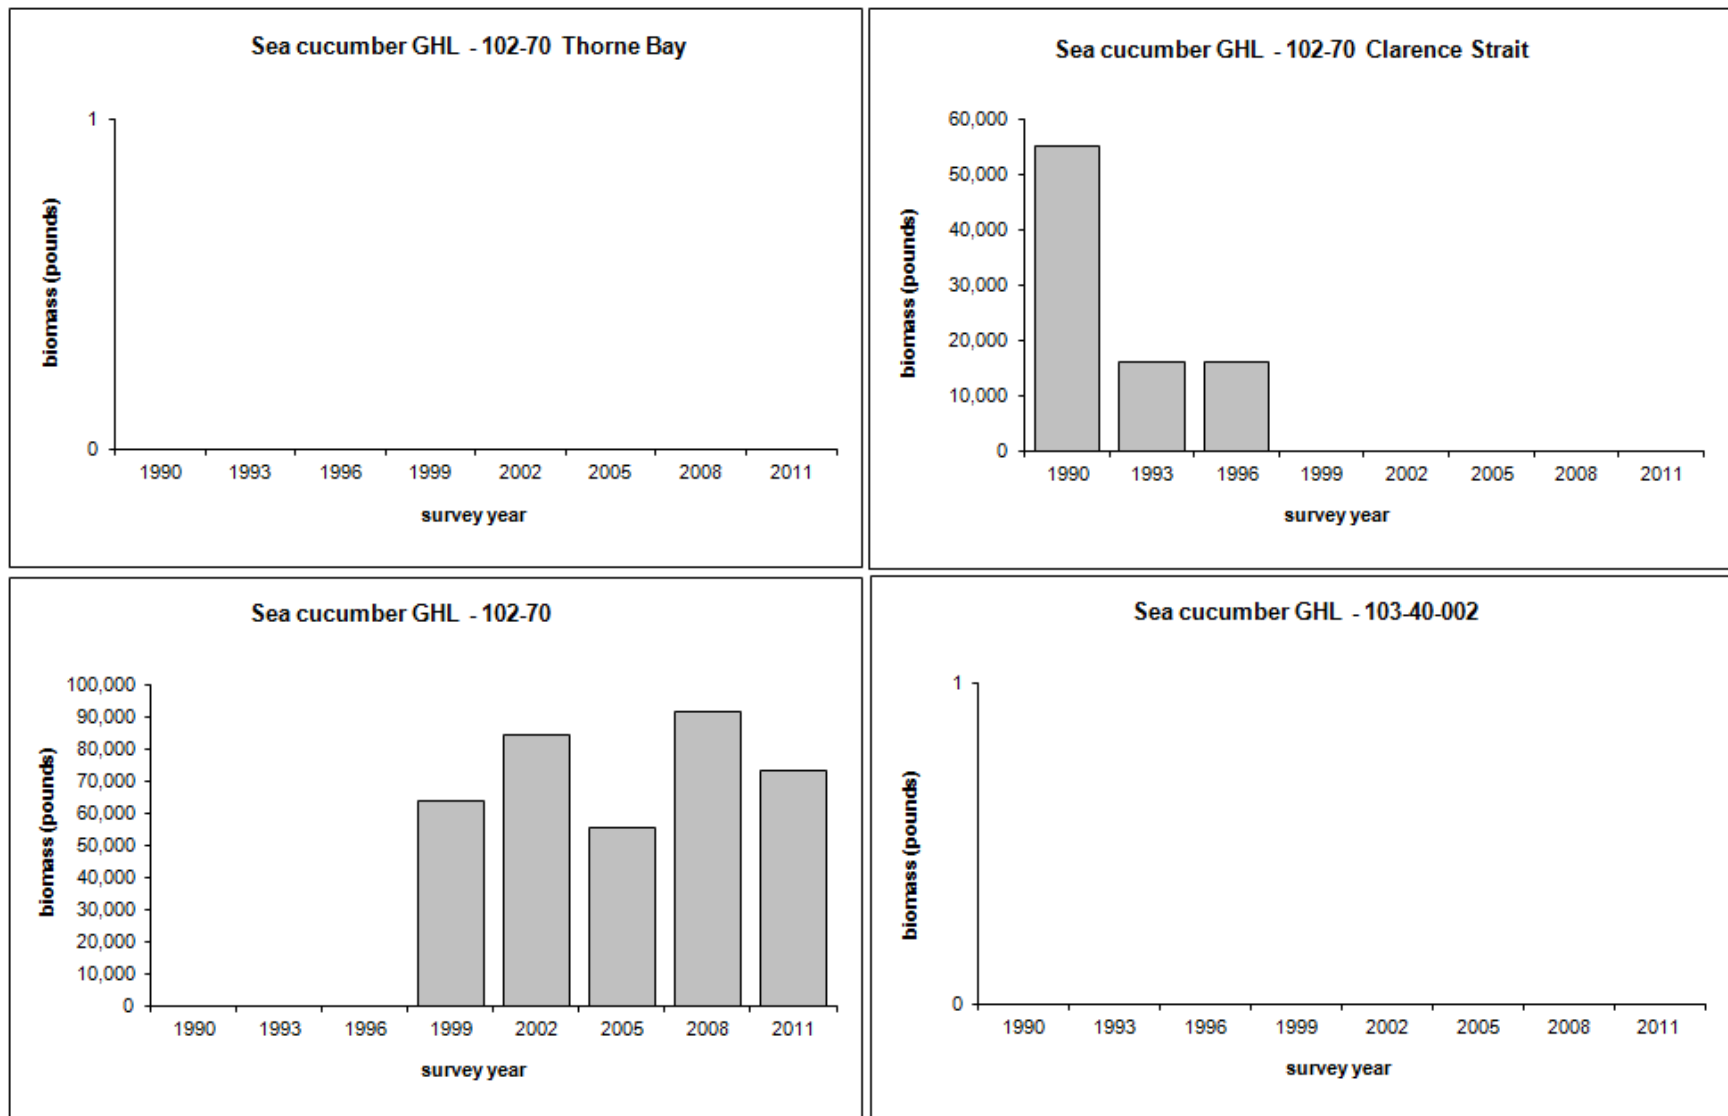 Sea cucumber GHL - 102-70 Thorne Bay
1
0
biomass (pounds)
1990 1993 1996 1999 2002 2005 2008 2011
survey year
Sea cucumber GHL - 102-70 Clarence Strait
60,000
50,000
40,000
30,000
20,000
10,000
0
biomass (pounds)
1990 1993 1996 1999 2002 2005 2008 2011
survey year
Sea cucumber GHL - 102-70
100,000
90,000
80,000
70,000
60,000
50,000
40,000
30,000
20,000
10,000
0
biomass (pounds)
1990 1993 1996 1999 2002 2005 2008 2011
survey year
Sea cucumber GHL - 103-40-002
1
0
biomass (pounds)
1990 1993 1996 1999 2002 2005 2008 2011
survey year